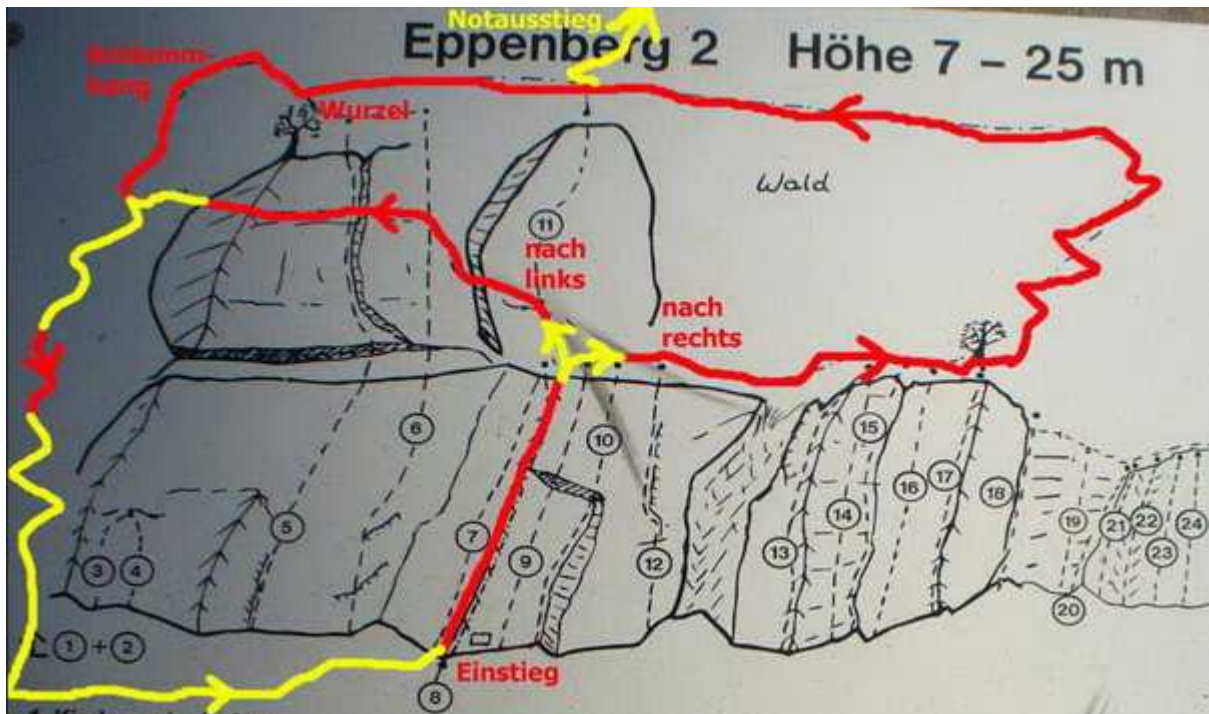 Notausstieg
Eppenberg 2 Höhe 7 – 25 m
hang
Wurzel-
Wald
11
nach
links
nach
rechts
6
10
15
5
7
9
12
14
16
17
18
13
3
4
19
21
22
23
24
20
1 + 2
8
Einstieg